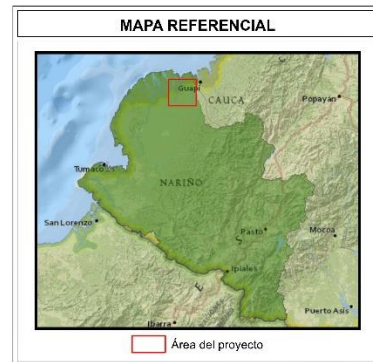 MAPA REFERENCIAL
Guapi
CAUCA
Popayán
Tumaco
NARIÑO
San Lorenzo
Pasto
Mocoa
S
Ipiales
E
Puerto Asís
Ibarra
Área del proyecto